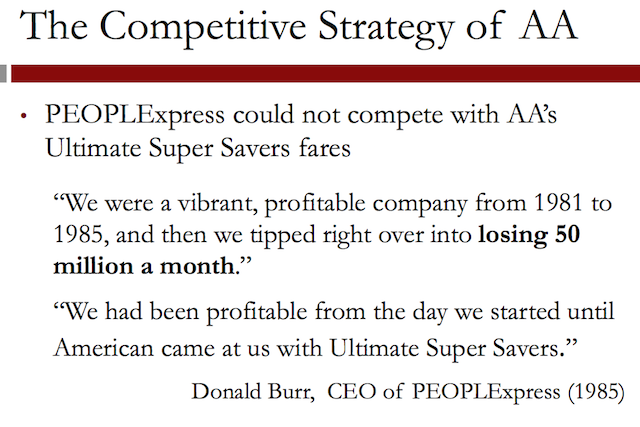 The Competitive Strategy of AA
• PEOPLExpress could not compete with AA's
Ultimate Super Savers fares
“We were a vibrant, profitable company from 1981 to
1985, and then we tipped right over into losing 50
million a month.”
“We had been profitable from the day we started until
American came at us with Ultimate Super Savers.”
Donald Burr, CEO of PEOPLExpress (1985)